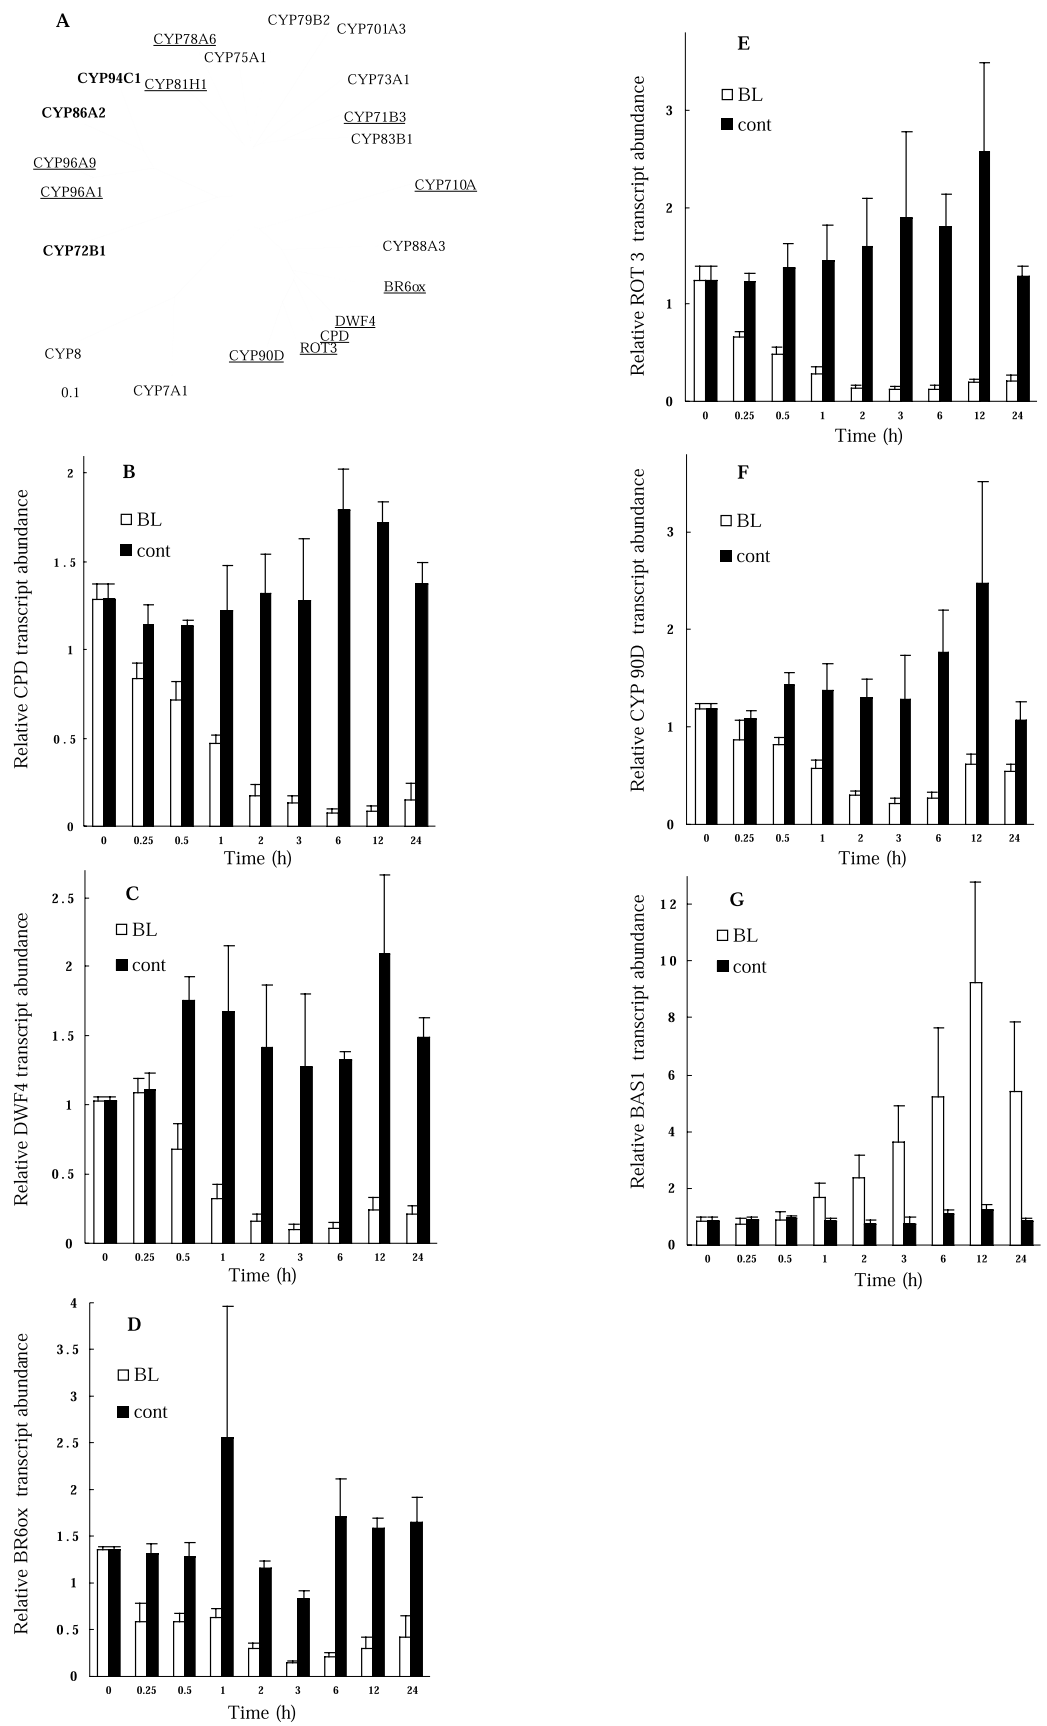 A
CYP79B2
CYP701A3
CYP78A6
CYP75A1
CYP94C1
CYP81H1
CYP73A1
CYP86A2
CYP71B3
CYP83B1
CYP96A9
CYP96A1
CYP710A
CYP72B1
CYP88A3
BR6ox
DWF4
CPD
ROT3
CYP90D
CYP8
0.1
CYP7A1
B
Relative CPD transcript abundance
2
1.5
1
0.5
0
BL
cont
0 0.25 0.5 1 2 3 6 12 24
Time (h)
C
Relative DWF4 transcript abundance
2.5
2
1.5
1
0.5
0
BL
cont
0 0.25 0.5 1 2 3 6 12 24
Time (h)
D
Relative BR6ox transcript abundance
4
3.5
3
2.5
2
1.5
1
0.5
0
BL
cont
0 0.25 0.5 1 2 3 6 12 24
Time (h)
E
Relative ROT 3 transcript abundance
3
2
1
0
BL
cont
0 0.25 0.5 1 2 3 6 12 24
Time (h)
F
Relative CYP 90D transcript abundance
3
2
1
0
BL
cont
0 0.25 0.5 1 2 3 6 12 24
Time (h)
G
Relative BAS1 transcript abundance
12
10
8
6
4
2
0
BL
cont
0 0.25 0.5 1 2 3 6 12 24
Time (h)